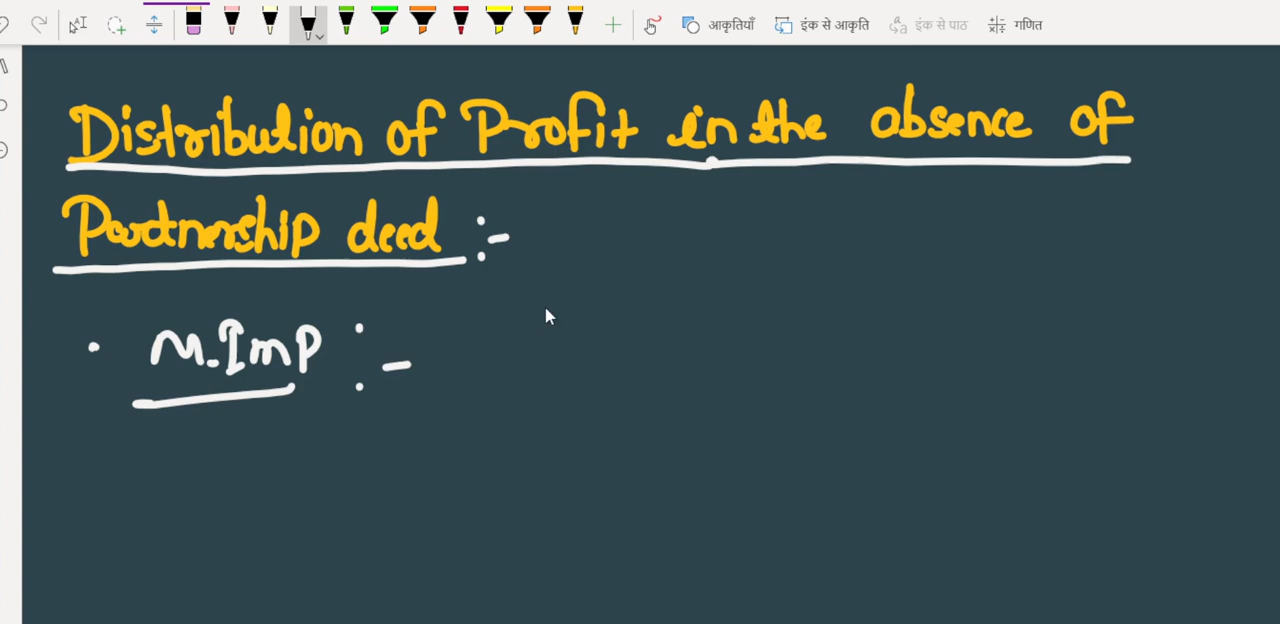 आकृतियाँ इंक से आकृति इंक से पाठ गणित
Distribution of Profit in the absence of
Partnership deed :-
• M.Imp :-